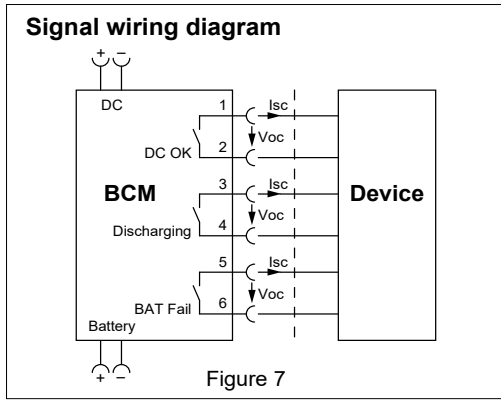 Signal wiring diagram
+ −
DC
1 Isc
Voc
2
DC OK
3 Isc
BCM
Device
Voc
4
Discharging
5 Isc
Voc
6
BAT Fail
Battery
+ −
Figure 7